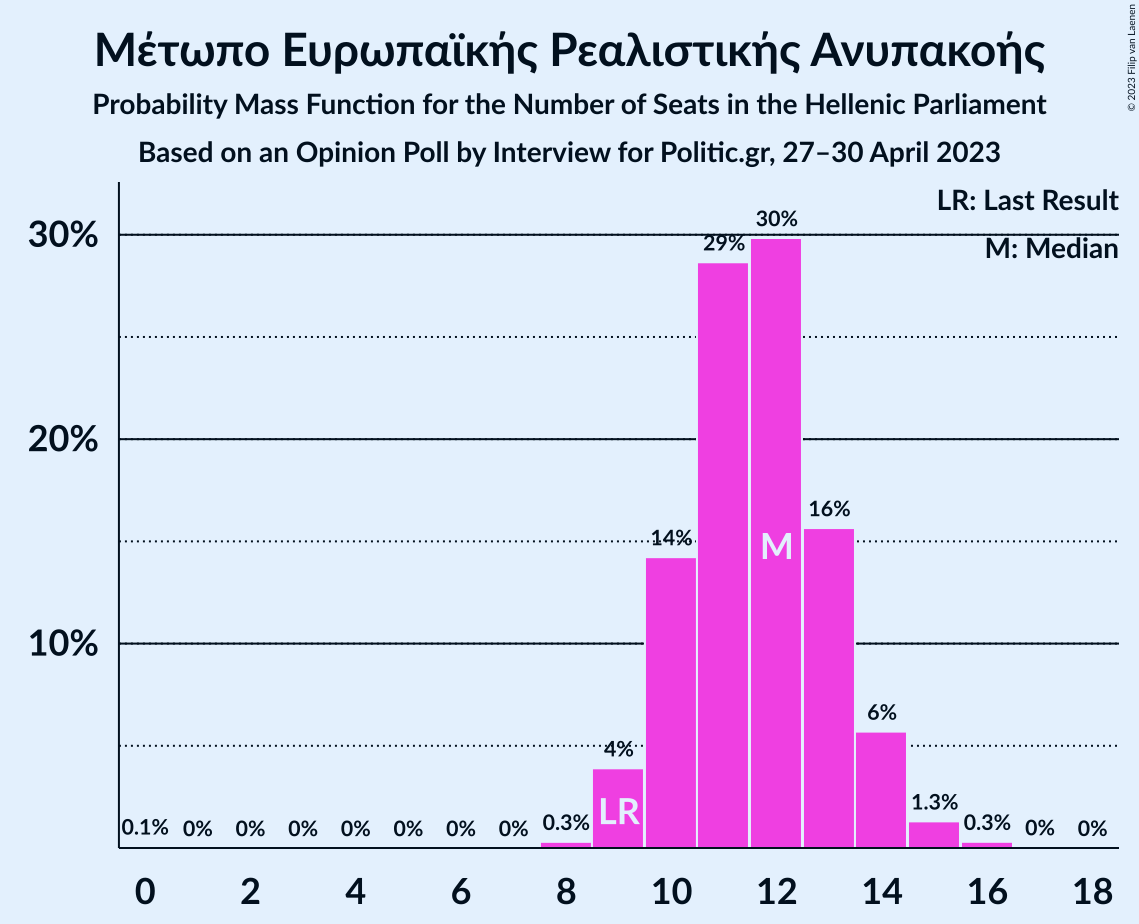 Μέτωπο Ευρωπαϊκής Ρεαλιστικής Ανυπακοής
Probability Mass Function for the Number of Seats in the Hellenic Parliament
Based on an Opinion Poll by Interview for Politic.gr, 27–30 April 2023
© 2023 Filip van Laenen
LR: Last Result
M: Median
30%
20%
10%
0.1%
0%
0%
0%
0%
0%
0%
0%
0.3%
4%
14%
29%
30%
16%
6%
1.3%
0.3%
0%
0%
LR
M
0 2 4 6 8 10 12 14 16 18